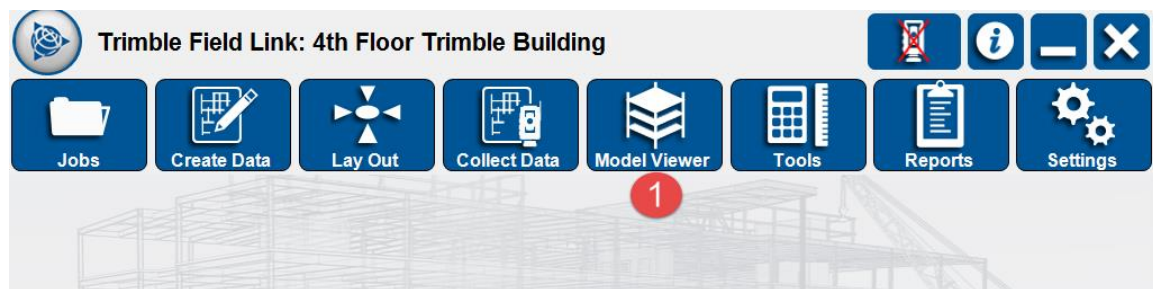 Trimble Field Link: 4th Floor Trimble Building
Jobs
Create Data
Lay Out
Collect Data
Model Viewer
Tools
Reports
Settings
1